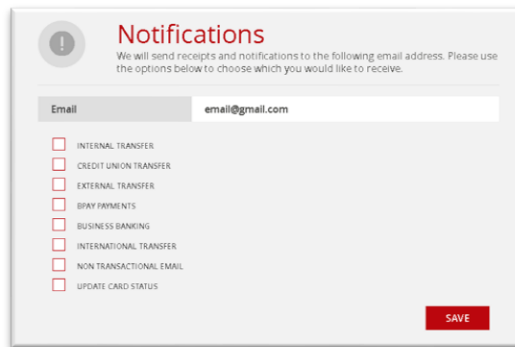 Notifications
We will send receipts and notifications to the following email address. Please use
the options below to choose which you would like to receive.
Email email@gmail.com
INTERNAL TRANSFER
CREDIT UNION TRANSFER
EXTERNAL TRANSFER
BPAY PAYMENTS
BUSINESS BANKING
INTERNATIONAL TRANSFER
NON TRANSACTIONAL EMAIL
UPDATE CARD STATUS
SAVE